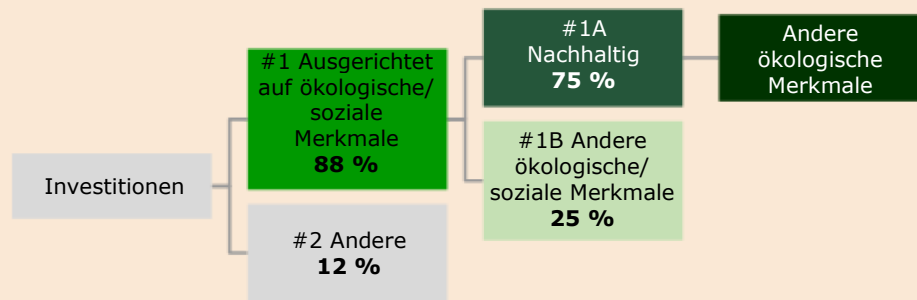 Investitionen
#1 Ausgerichtet
auf ökologische/
soziale
Merkmale
88 %
#2 Andere
12 %
#1A
Nachhaltig
75 %
#1B Andere
ökologische/
soziale Merkmale
25 %
Andere
ökologische
Merkmale